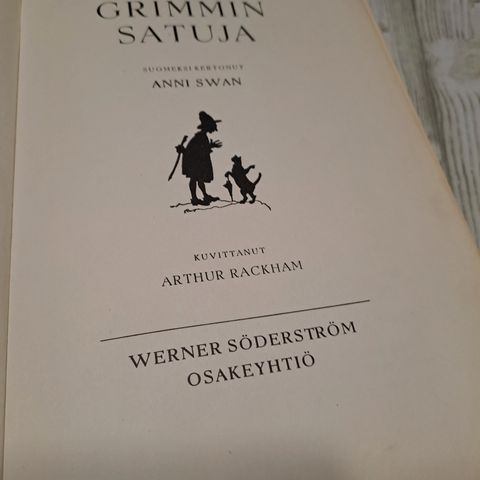 GRIMMIN
SATUJA
SUOMEKSI KERTONUT
ANNI SWAN
KUVITTANUT
ARTHUR RACKHAM
WERNER SÖDERSTRÖM
OSAKEYHTIÖ